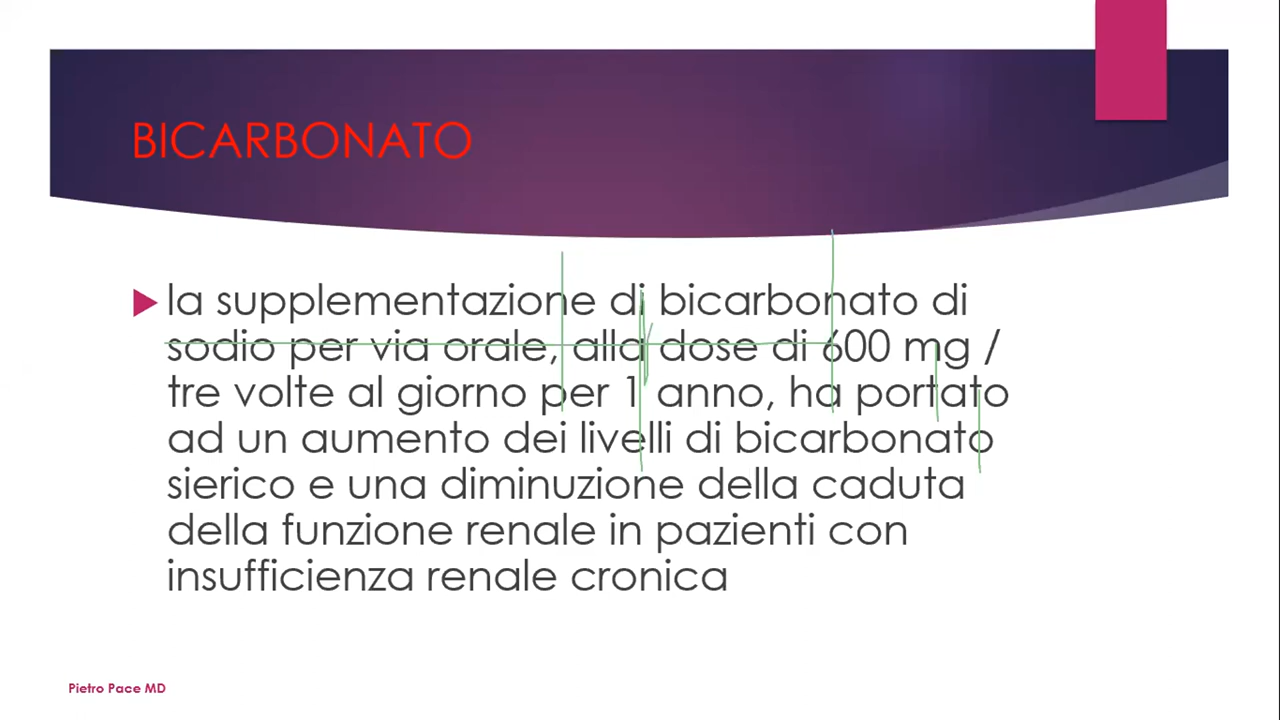 BICARBONATO
la supplementazione di bicarbonato di
sodio per via orale, alla dose di 600 mg /
tre volte al giorno per 1 anno, ha portato
ad un aumento dei livelli di bicarbonato
sierico e una diminuzione della caduta
della funzione renale in pazienti con
insufficienza renale cronica
Pietro Pace MD